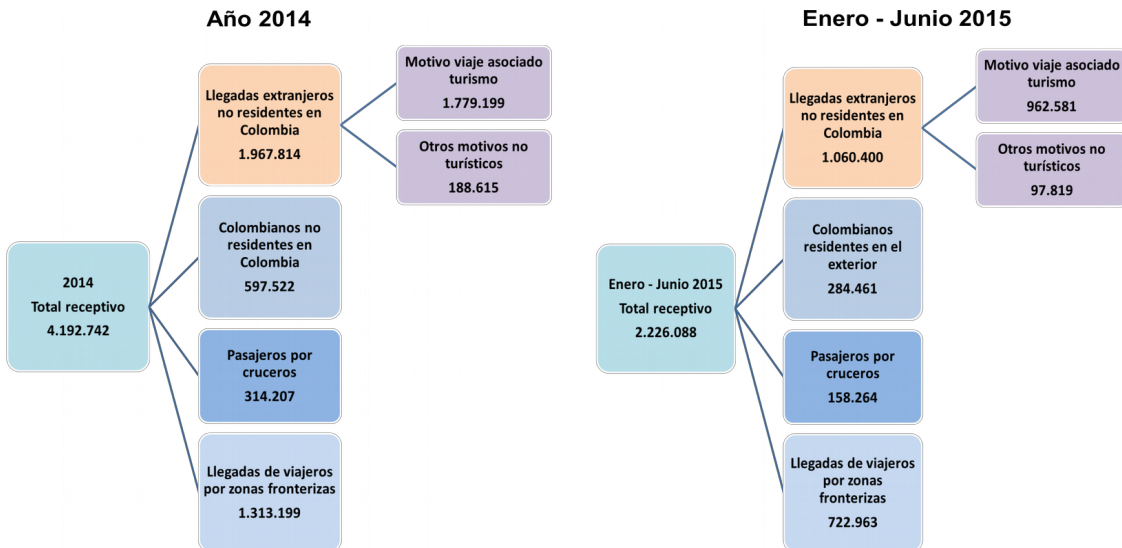 Año 2014
2014
Total receptivo
4.192.742
Llegadas extranjeros
no residentes en
Colombia
1.967.814
Motivo viaje asociado
turismo
1.779.199
Otros motivos no
turísticos
188.615
Colombianos no
residentes en
Colombia
597.522
Pasajeros por
cruceros
314.207
Llegadas de viajeros
por zonas fronterizas
1.313.199
Enero - Junio 2015
Enero - Junio 2015
Total receptivo
2.226.088
Llegadas extranjeros
no residentes en
Colombia
1.060.400
Motivo viaje asociado
turismo
962.581
Otros motivos no
turísticos
97.819
Colombianos
residentes en el
exterior
284.461
Pasajeros por
cruceros
158.264
Llegadas de viajeros
por zonas
fronterizas
722.963